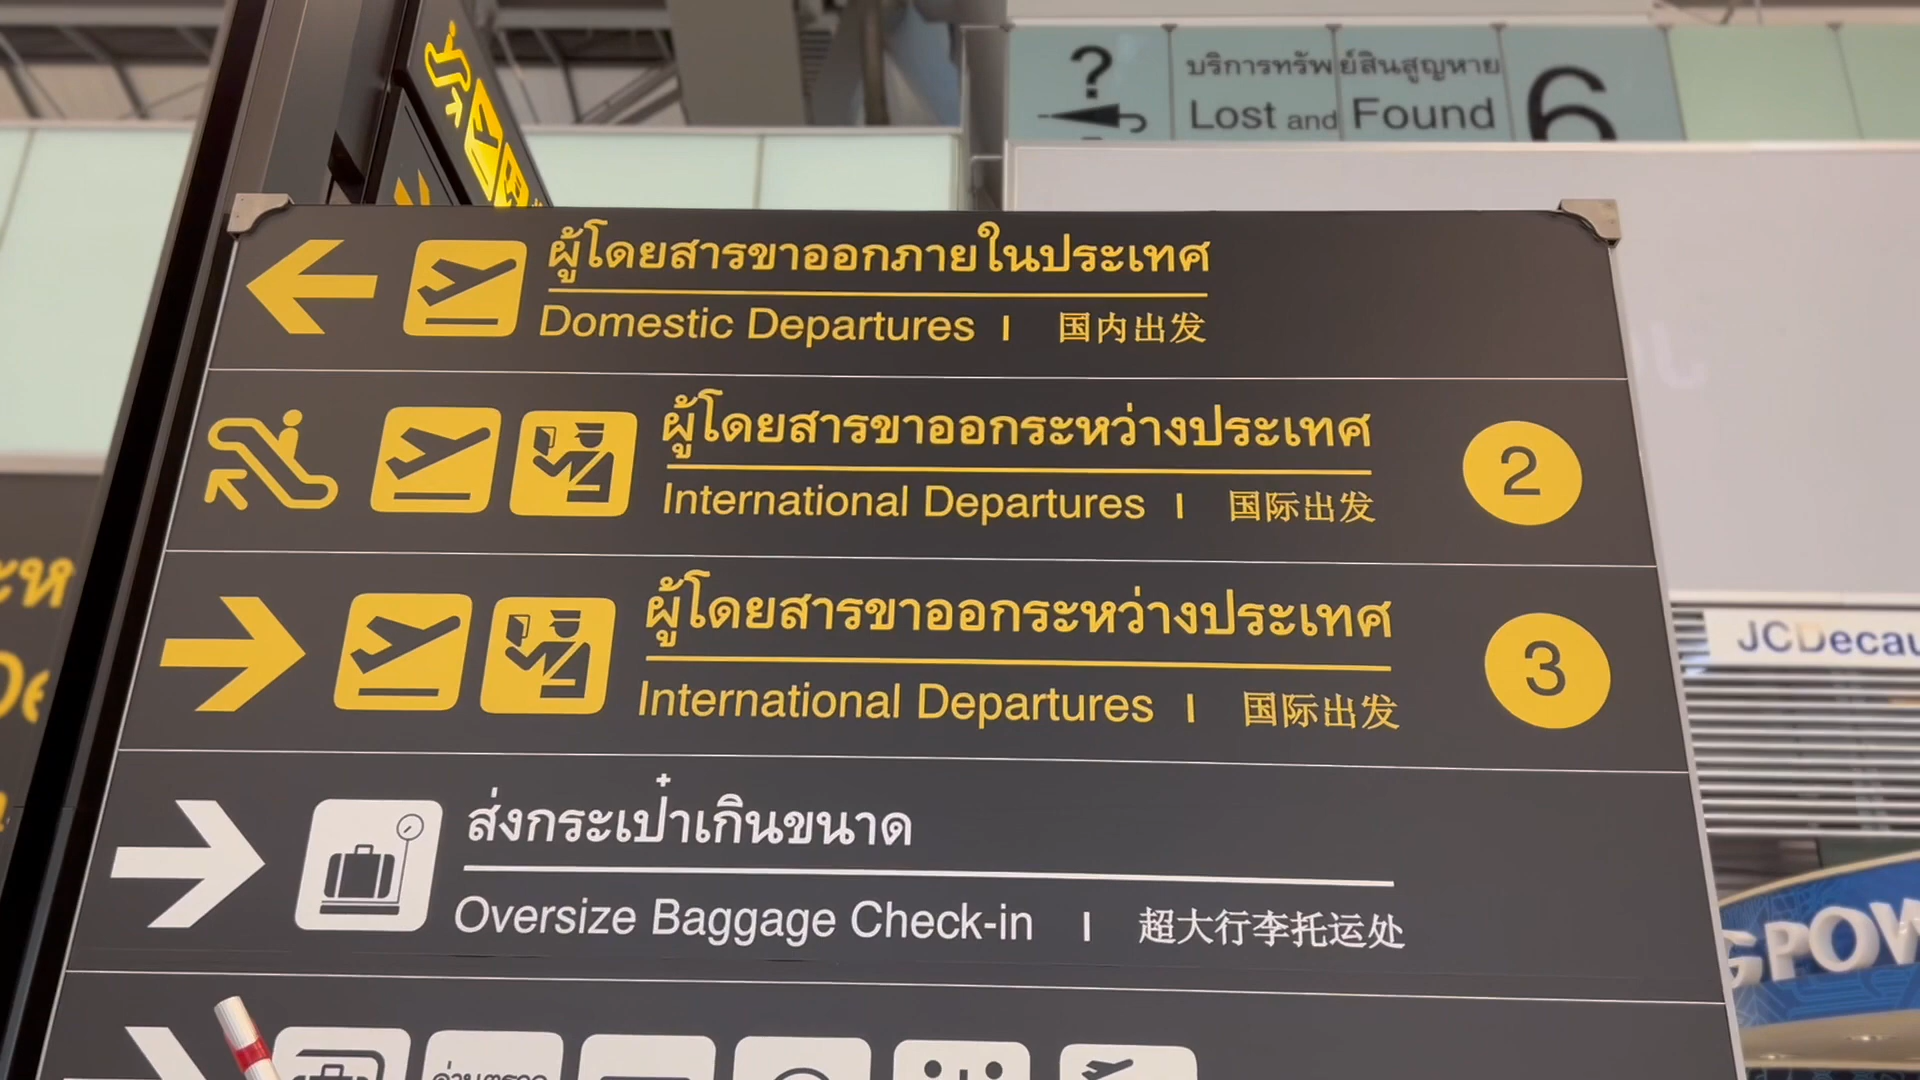 ?
บริการทรัพย์สินสูญหาย
Lost and Found
6
ผู้โดยสารขาออกภายในประเทศ
Domestic Departures | 国内出发
ผู้โดยสารขาออกระหว่างประเทศ
International Departures | 国际出发
2
ผู้โดยสารขาออกระหว่างประเทศ
International Departures | 国际出发
3
JCDecau
ส่งกระเป๋าเกินขนาด
Oversize Baggage Check-in | 超大行李托运处
G POW
ะห
De